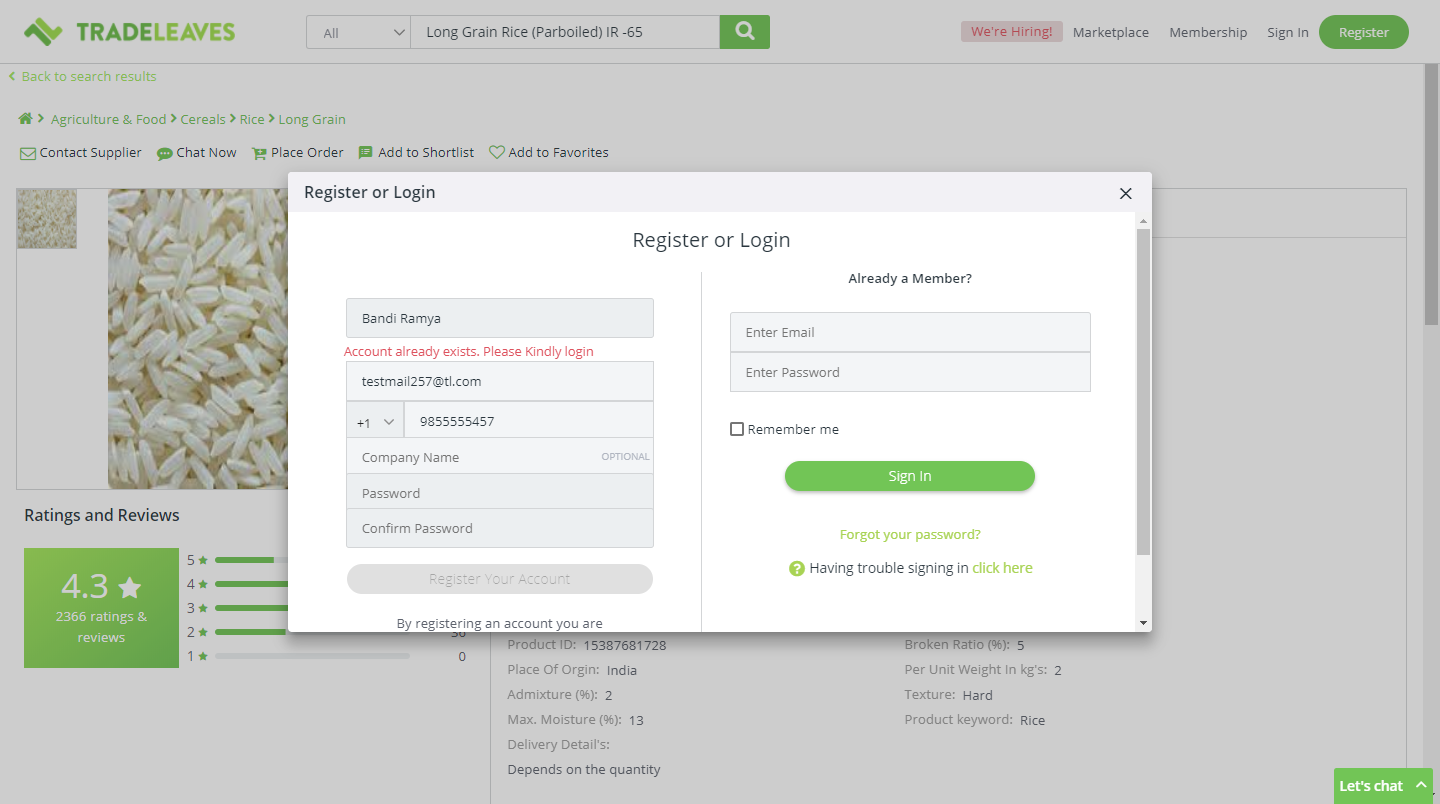 TRADELEAVES
All
Long Grain Rice (Parboiled) IR -65
We're Hiring!
Marketplace
Membership
Sign In
Register
Back to search results
Agriculture & Food
Cereals
Rice
Long Grain
Contact Supplier
Chat Now
Place Order
Add to Shortlist
Add to Favorites
Register or Login
Register or Login
Bandi Ramya
Account already exists. Please Kindly login
testmail257@tl.com
+1
9855555457
Company Name
OPTIONAL
Password
Confirm Password
Register Your Account
By registering an account you are
Already a Member?
Enter Email
Enter Password
Remember me
Sign In
Forgot your password?
? Having trouble signing in click here
Ratings and Reviews
4.3
2366 ratings &
reviews
5
4
3
2
1
0
Product ID: 15387681728
Place Of Orgin: India
Admixture (%): 2
Max. Moisture (%): 13
Delivery Detail's:
Depends on the quantity
Broken Ratio (%): 5
Per Unit Weight In kg's: 2
Texture: Hard
Product keyword: Rice
Let's chat